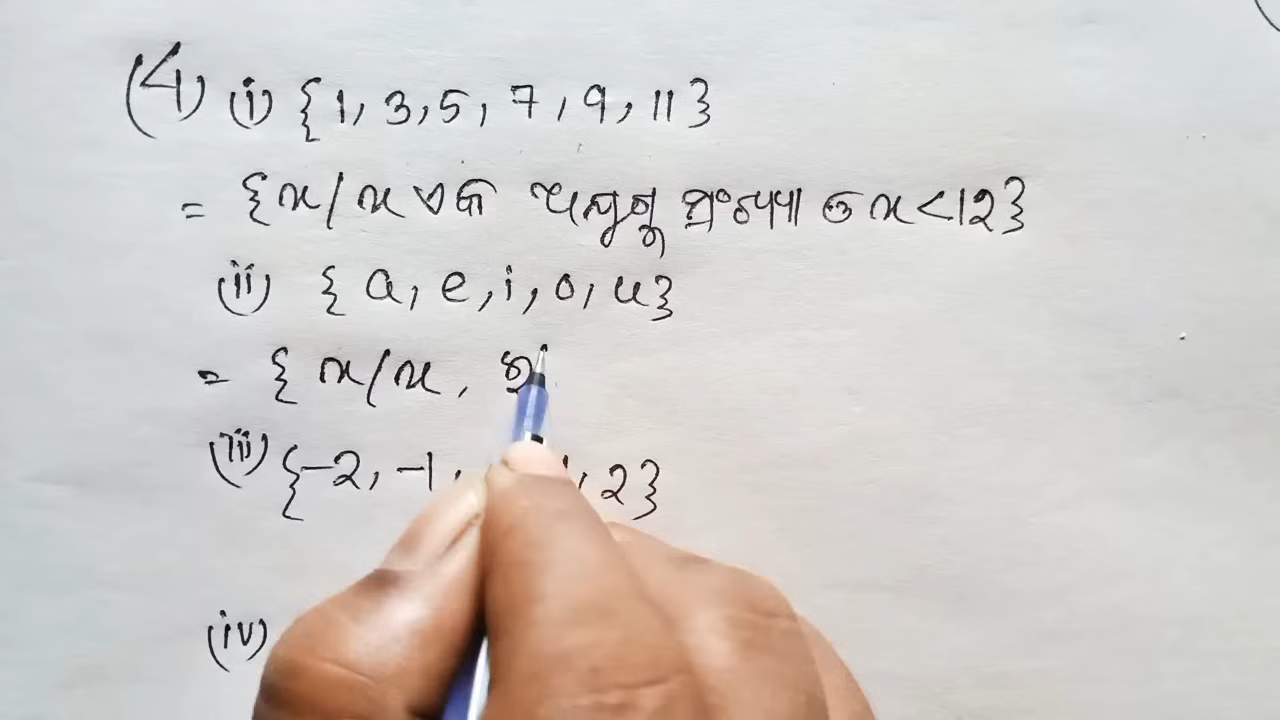 (4) (i) {1, 3, 5, 7, 9, 11}
= {x/x ଏକ ଅଯୁଗ୍ମ ସଂଖ୍ୟା ଓ x<12}
(ii) {a, e, i, o, u}
= {x/x,
(iii) {-2, -1, , 2}
(iv)